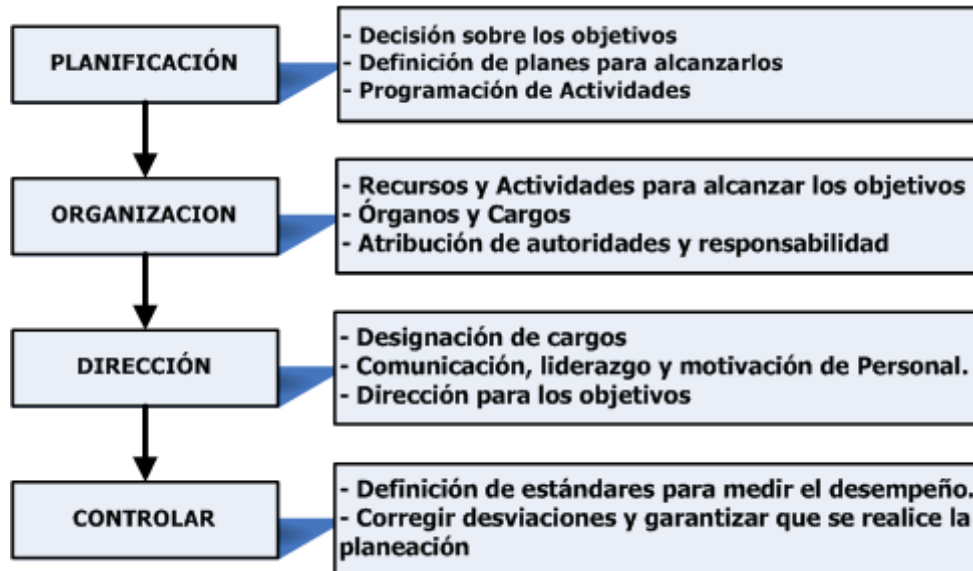 PLANIFICACIÓN
- Decisión sobre los objetivos
- Definición de planes para alcanzarlos
- Programación de Actividades
ORGANIZACION
- Recursos y Actividades para alcanzar los objetivos
- Órganos y Cargos
- Atribución de autoridades y responsabilidad
DIRECCIÓN
- Designación de cargos
- Comunicación, liderazgo y motivación de Personal.
- Dirección para los objetivos
CONTROLAR
- Definición de estándares para medir el desempeño.
- Corregir desviaciones y garantizar que se realice la
planeación